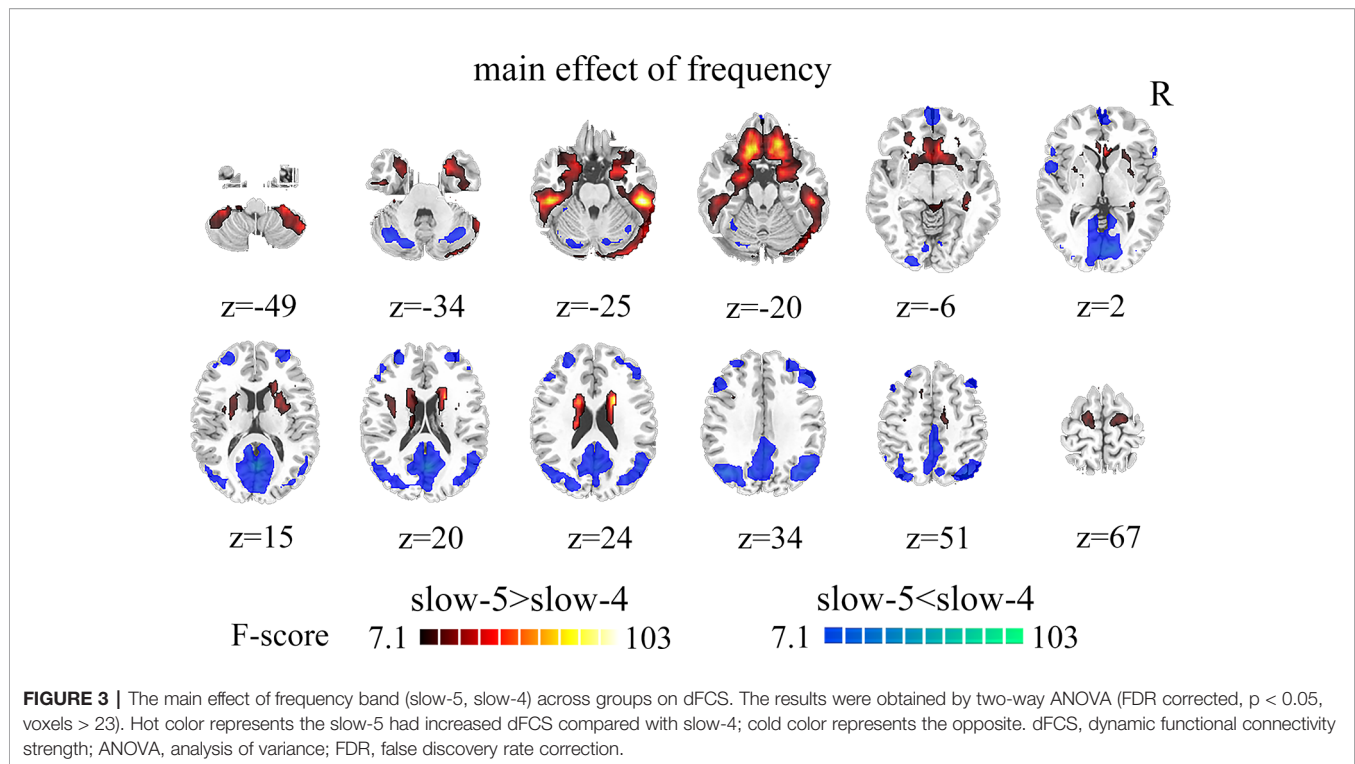 main effect of frequency
R
z=-49 z=-34 z=-25 z=-20 z=-6 z=2
z=15 z=20 z=24 z=34 z=51 z=67
slow-5>slow-4 slow-5<slow-4
F-score 7.1 103 7.1 103
FIGURE 3 | The main effect of frequency band (slow-5, slow-4) across groups on dFCS. The results were obtained by two-way ANOVA (FDR corrected, p < 0.05,
voxels > 23). Hot color represents the slow-5 had increased dFCS compared with slow-4; cold color represents the opposite. dFCS, dynamic functional connectivity
strength; ANOVA, analysis of variance; FDR, false discovery rate correction.